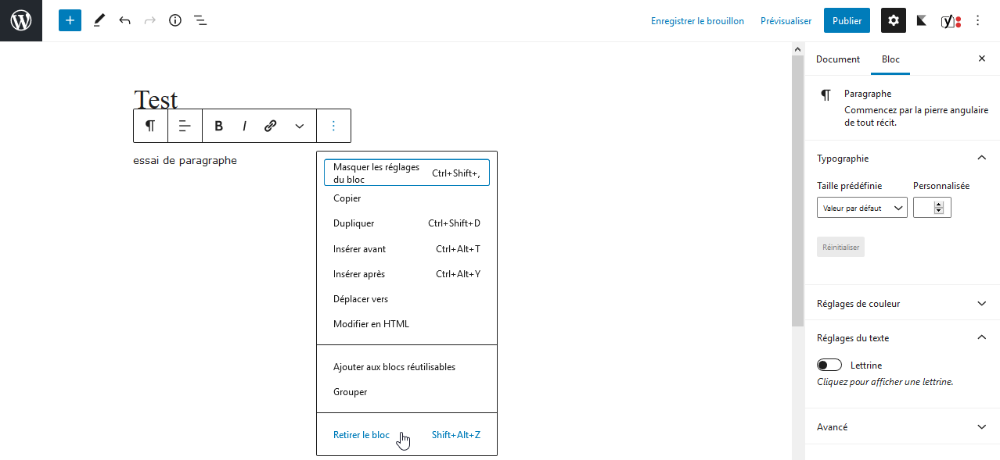 Enregistrer le brouillon
Prévisualiser
Publier
Test
B I
essai de paragraphe
Masquer les réglages
du bloc
Ctrl+Shift+,
Copier
Dupliquer Ctrl+Shift+D
Insérer avant Ctrl+Alt+T
Insérer après Ctrl+Alt+Y
Déplacer vers
Modifier en HTML
Ajouter aux blocs réutilisables
Grouper
Retirer le bloc Shift+Alt+Z
Document Bloc
Paragraphe
Commencez par la pierre angulaire
de tout récit.
Typographie
Taille prédéfinie Personnalisée
Valeur par défaut
Réinitialiser
Réglages de couleur
Réglages du texte
Lettrine
Cliquez pour afficher une lettrine.
Avancé